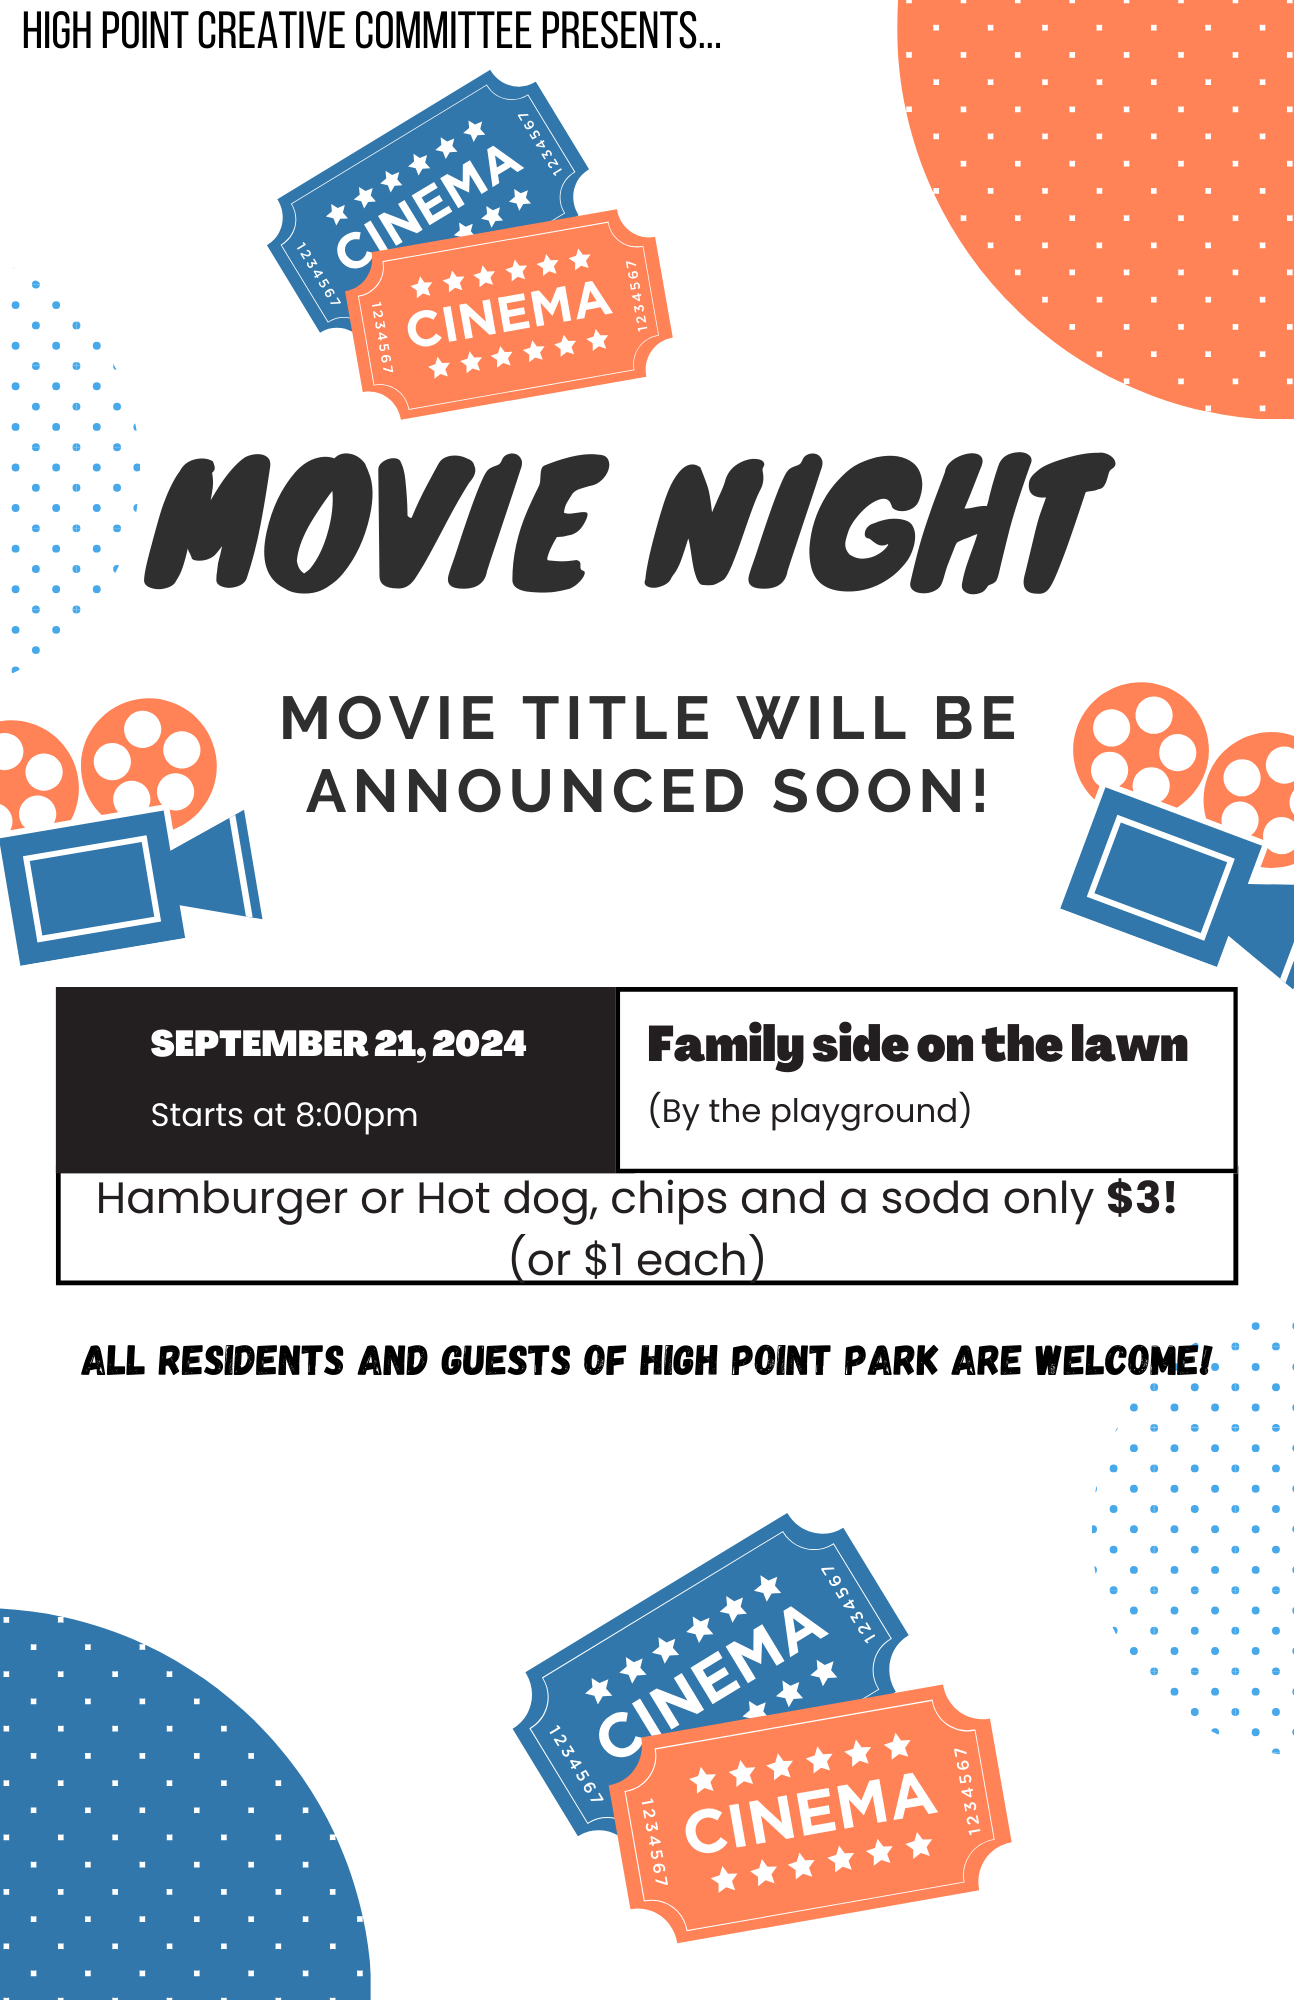 HIGH POINT CREATIVE COMMITTEE PRESENTS...
CINEMA
1234567
1234567
CINEMA
1234567
1234567
MOVIE NIGHT
MOVIE TITLE WILL BE
ANNOUNCED SOON!
SEPTEMBER 21, 2024
Starts at 8:00pm
Family side on the lawn
(By the playground)
Hamburger or Hot dog, chips and a soda only $3!
(or $1 each)
ALL RESIDENTS AND GUESTS OF HIGH POINT PARK ARE WELCOME!
CINEMA
1234567
1234567
CINEMA
1234567
1234567